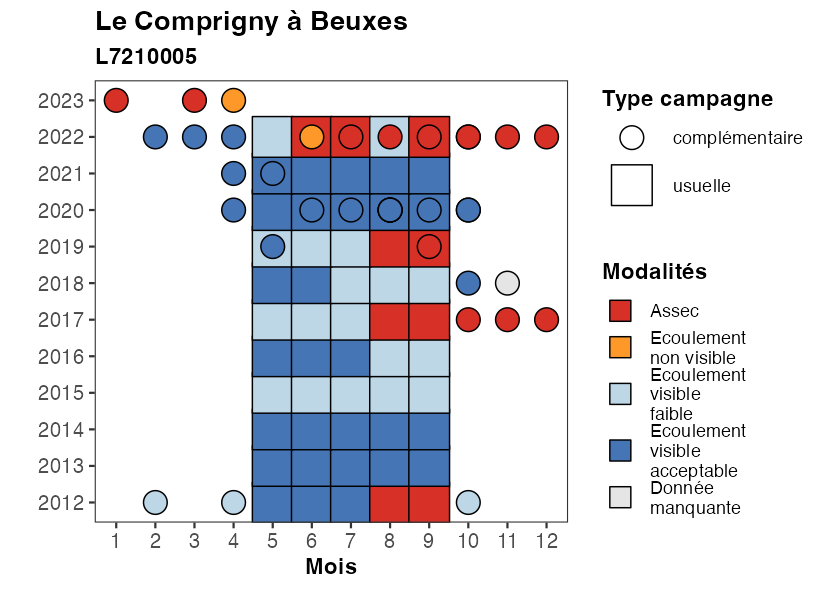 Le Comprigny à Beuxes
L7210005
2023
2022
2021
2020
2019
2018
2017
2016
2015
2014
2013
2012
1 2 3 4 5 6 7 8 9 10 11 12
Mois
Type campagne
complémentaire
usuelle
Modalités
Assec
Ecoulement
non visible
Ecoulement
visible
faible
Ecoulement
visible
acceptable
Donnée
manquante